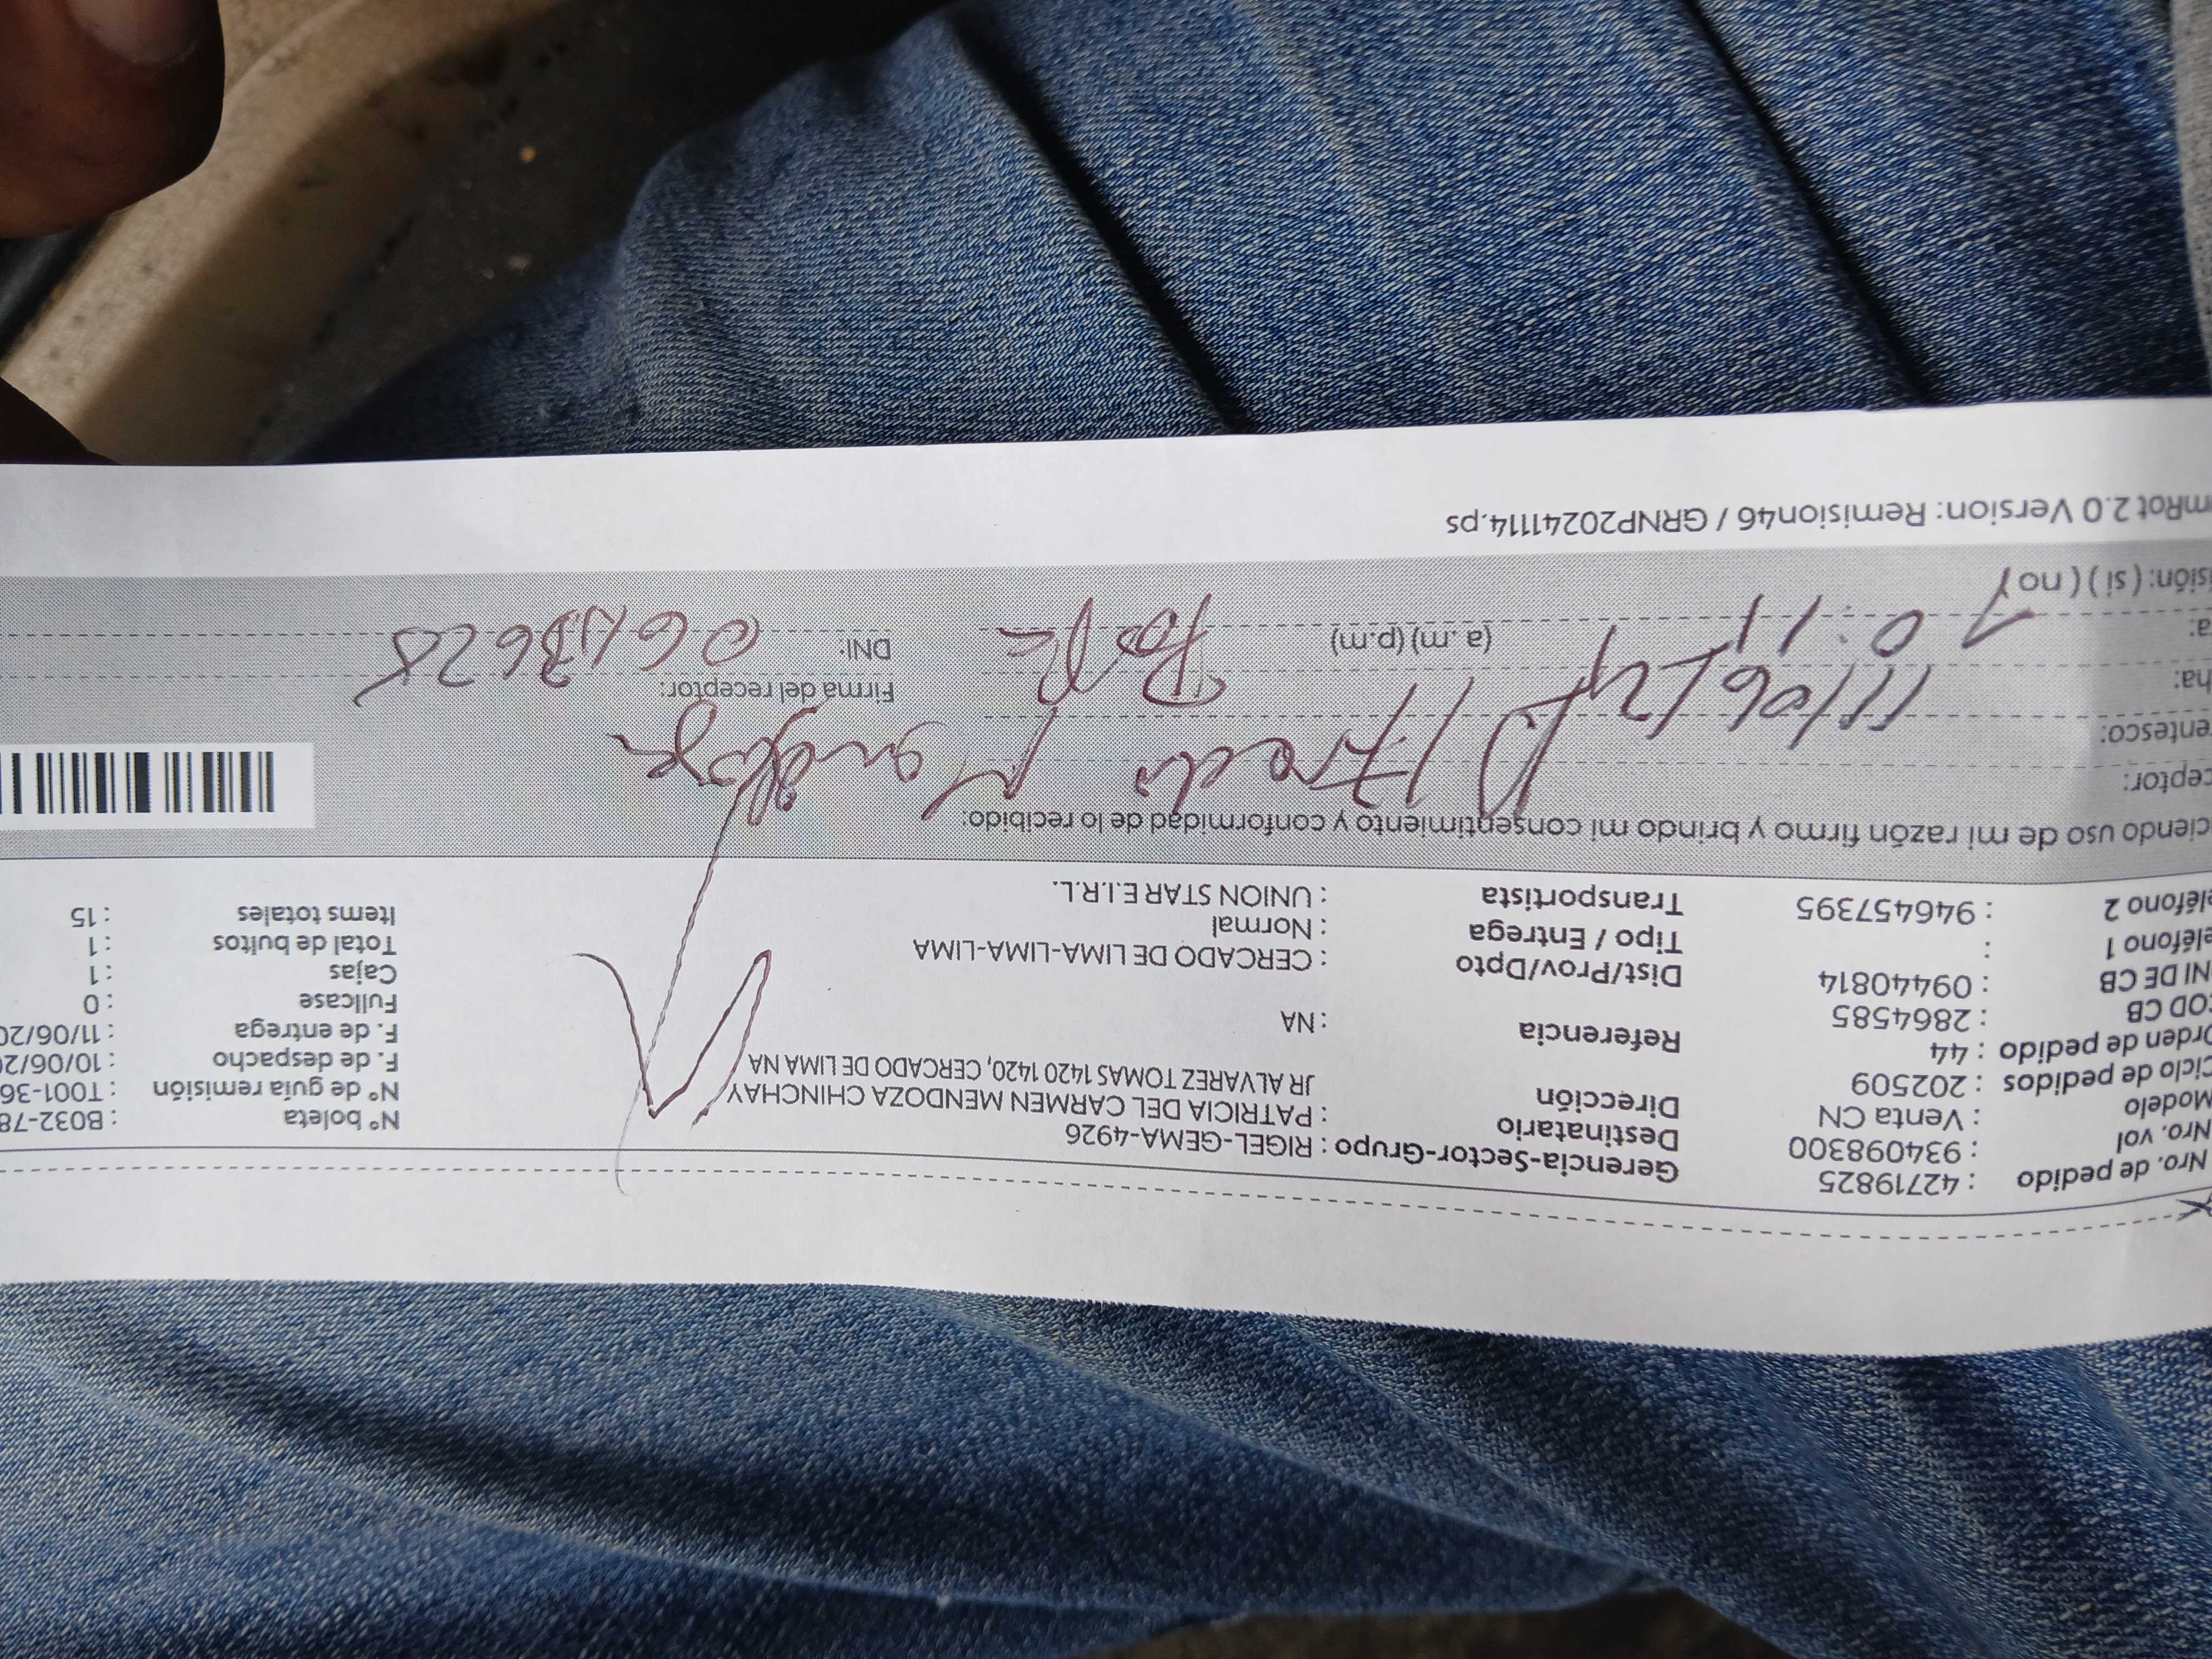 Nro. de pedido : 42719825
Nro. vol : 934098300
Modelo : Venta CN
Ciclo de pedidos : 202509
Orden de pedido : 44
COD CB : 2864585
NI DE CB : 09440814
eléfono 1 :
eléfono 2 : 946457395
Gerencia-Sector-Grupo : RIGEL-GEMA-4926
Destinatario : PATRICIA DEL CARMEN MENDOZA CHINCHAY
Dirección JR ALVAREZ TOMAS 1420 1420, CERCADO DE LIMA NA
Referencia : NA
Dist/Prov/Dpto : CERCADO DE LIMA-LIMA-LIMA
Tipo / Entrega : Normal
Transportista : UNION STAR E.I.R.L.
N° boleta : B032-78
N° de guia remisión : T001-36
F. de despacho : 10/06/20
F. de entrega : 11/06/20
Fullcase : 0
Cajas : 1
Total de bultos : 1
Items totales : 15
ciendo uso de mi razón firmo y brindo mi consentimiento y conformidad de lo recibido:
ceptor: Alfredo Mendoza
entesco:
ha: 11/06/
a: (a.m) (p.m)
isión: ( si ) ( no )
Firma del receptor:
DNI:
mRot 2.0 Version: Remision46 / GRNP20241114.ps